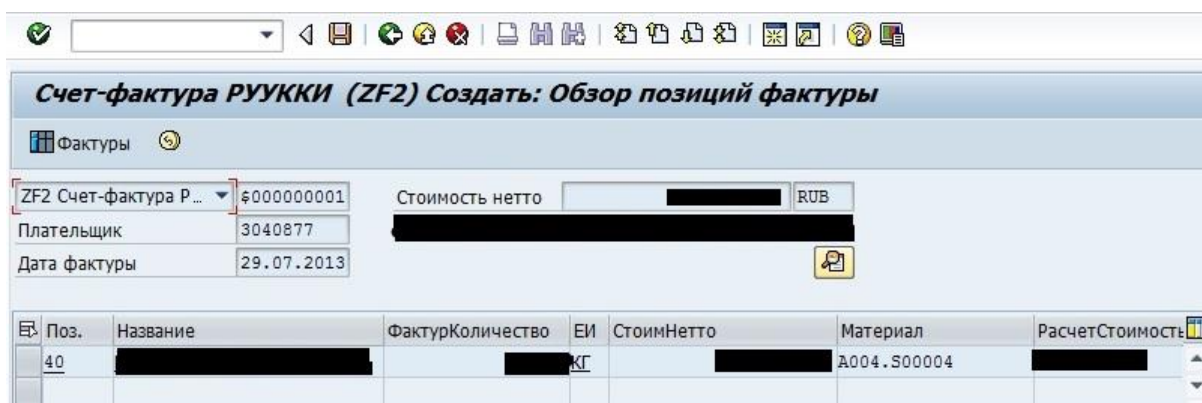 Счет-фактура РУУККИ (ZF2) Создать: Обзор позиций фактуры
Фактуры
ZF2 Счет-фактура Р... $000000001 Стоимость нетто RUB
Плательщик 3040877
Дата фактуры 29.07.2013
Поз. Название ФактурКоличество ЕИ СтоимНетто Материал РасчетСтоимость
40 КГ A004.S00004